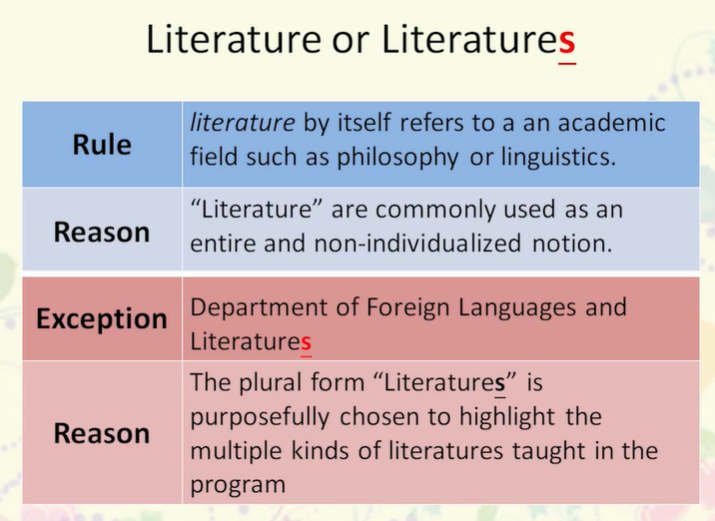 Literature or Literatures
Rule
literature by itself refers to a an academic
field such as philosophy or linguistics.
Reason
“Literature” are commonly used as an
entire and non-individualized notion.
Exception
Department of Foreign Languages and
Literatures
Reason
The plural form “Literatures” is
purposefully chosen to highlight the
multiple kinds of literatures taught in the
program